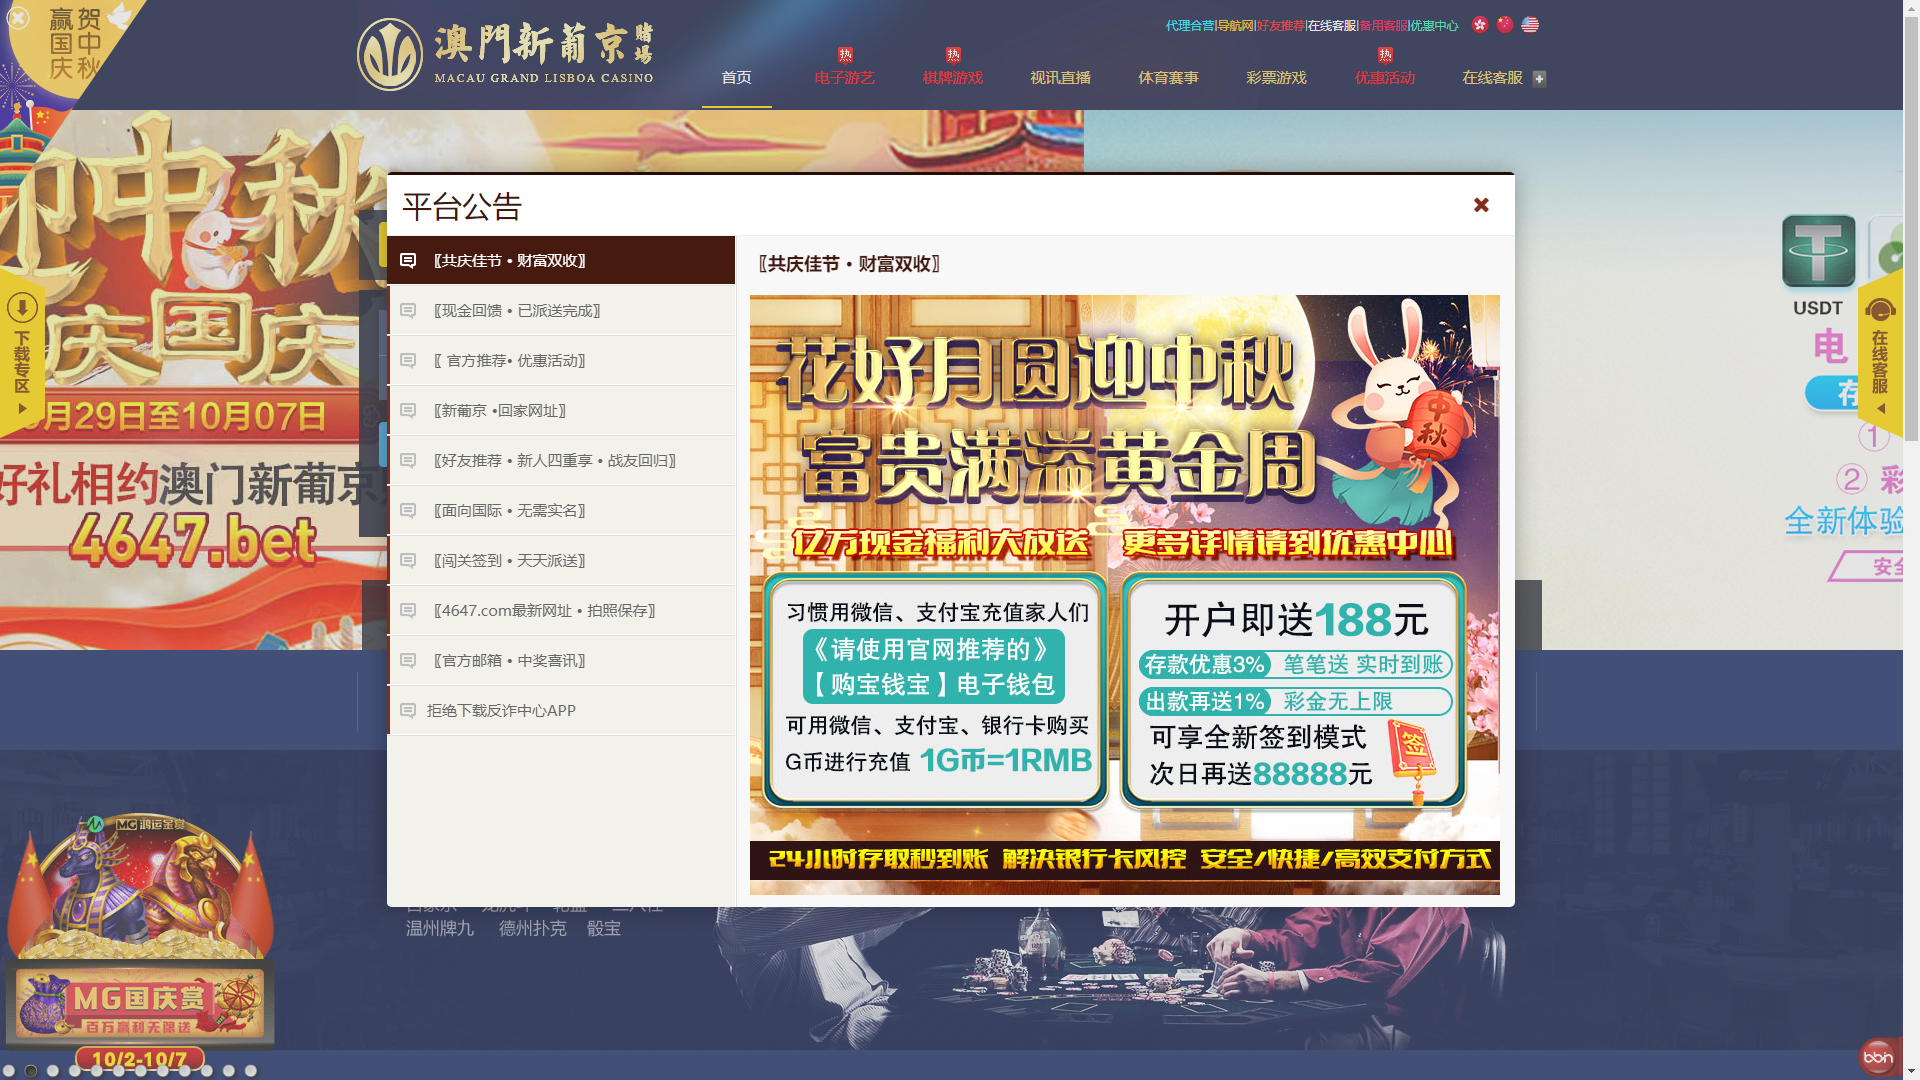 贺中秋
赢国庆
澳門新葡京賭場
MACAU GRAND LISBOA CASINO
代理合营|导航网|好友推荐|在线客服|备用客服|优惠中心
热
热
热
首页
电子游艺
棋牌游戏
视讯直播
体育赛事
彩票游戏
优惠活动
在线客服
中秋
庆国庆
月29日至10月07日
好礼相约澳门新葡京
4647.bet
下载专区
平台公告
〖共庆佳节 • 财富双收〗
〖现金回馈 • 已派送完成〗
〖 官方推荐• 优惠活动〗
〖新葡京 •回家网址〗
〖好友推荐 • 新人四重享 • 战友回归〗
〖面向国际 • 无需实名〗
〖闯关签到 • 天天派送〗
〖4647.com最新网址 • 拍照保存〗
〖官方邮箱 • 中奖喜讯〗
拒绝下载反诈中心APP
〖共庆佳节 • 财富双收〗
花好月圆迎中秋
富贵满溢黄金周
中秋
亿万现金福利大放送 更多详情请到优惠中心
习惯用微信、支付宝充值家人们
《请使用官网推荐的》
【购宝钱宝】电子钱包
可用微信、支付宝、银行卡购买
G币进行充值 1G币=1RMB
开户即送188元
存款优惠3% 笔笔送 实时到账
出款再送1% 彩金无上限
可享全新签到模式
次日再送88888元
签
24小时存取秒到账 解决银行卡风控 安全/快捷/高效支付方式
USDT
电
存
①
② 彩
全新体验
安全
在线客服
温州牌九 德州扑克 骰宝
MG 鸿运金赏
MG国庆赏
百万赢利无限送
10/2-10/7
bbin